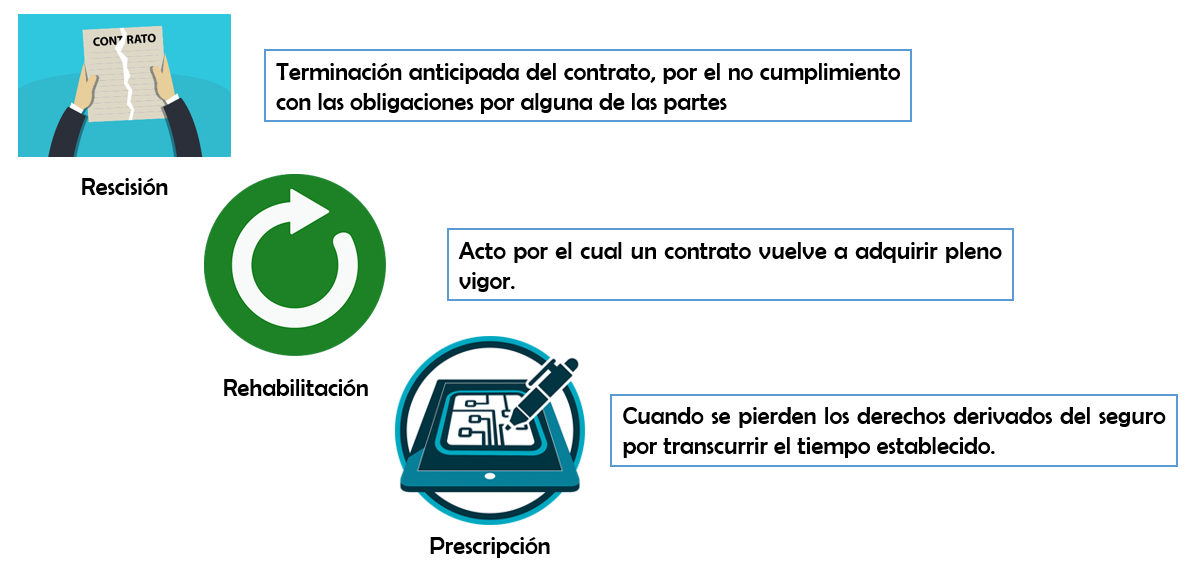 CONTRATO
Terminación anticipada del contrato, por el no cumplimiento
con las obligaciones por alguna de las partes
Rescisión
Acto por el cual un contrato vuelve a adquirir pleno
vigor.
Rehabilitación
Cuando se pierden los derechos derivados del seguro
por transcurrir el tiempo establecido.
Prescripción